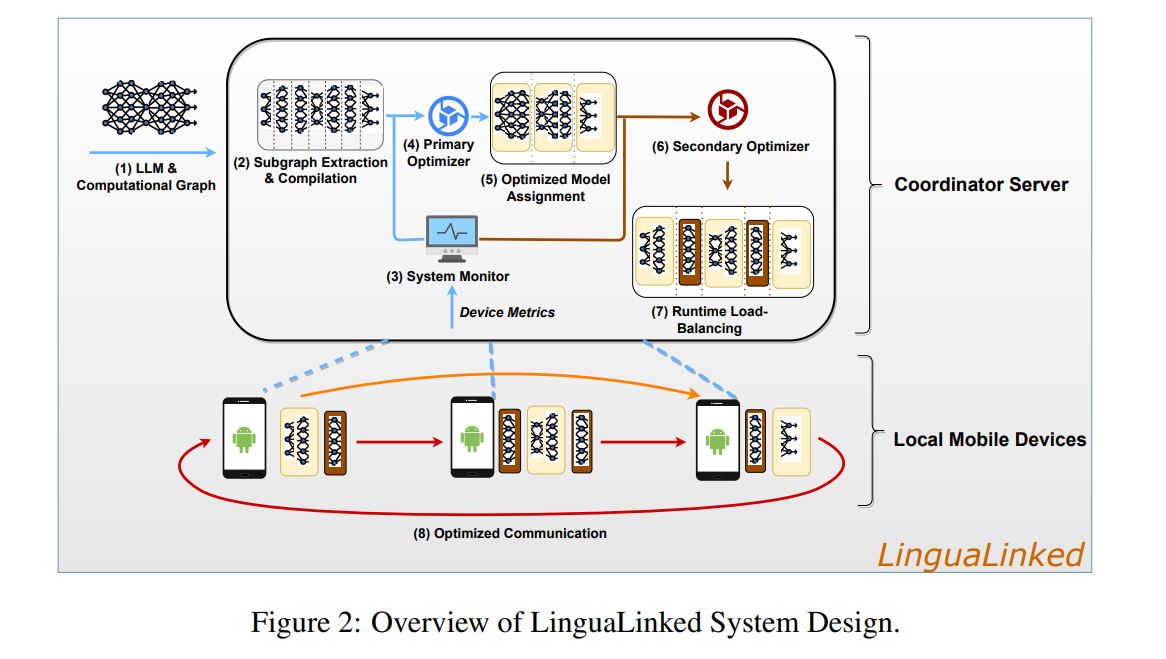 (1) LLM &
Computational Graph
(2) Subgraph Extraction
& Compilation
(4) Primary
Optimizer
(5) Optimized Model
Assignment
(6) Secondary Optimizer
(3) System Monitor
Device Metrics
(7) Runtime Load-
Balancing
Coordinator Server
Local Mobile Devices
(8) Optimized Communication
LinguaLinked
Figure 2: Overview of LinguaLinked System Design.